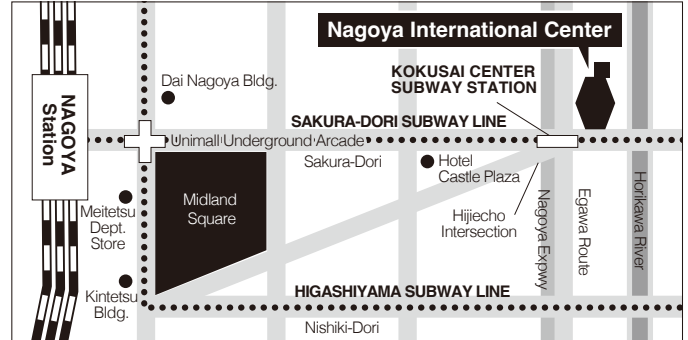 Nagoya International Center
Dai Nagoya Bldg.
KOKUSAI CENTER
SUBWAY STATION
NAGOYA
Station
SAKURA-DORI SUBWAY LINE
Unimall Underground Arcade
Sakura-Dori
Hotel
Castle Plaza
Midland
Square
Meitetsu
Dept.
Store
Hijiecho
Intersection
Nagoya Expwy
Egawa Route
Horikawa River
Kintetsu
Bldg.
HIGASHIYAMA SUBWAY LINE
Nishiki-Dori